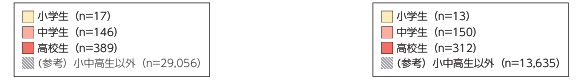 小学生（n=17）
中学生（n=146）
高校生（n=389）
（参考）小中高生以外（n=29,056）
小学生（n=13）
中学生（n=150）
高校生（n=312）
（参考）小中高生以外（n=13,635）